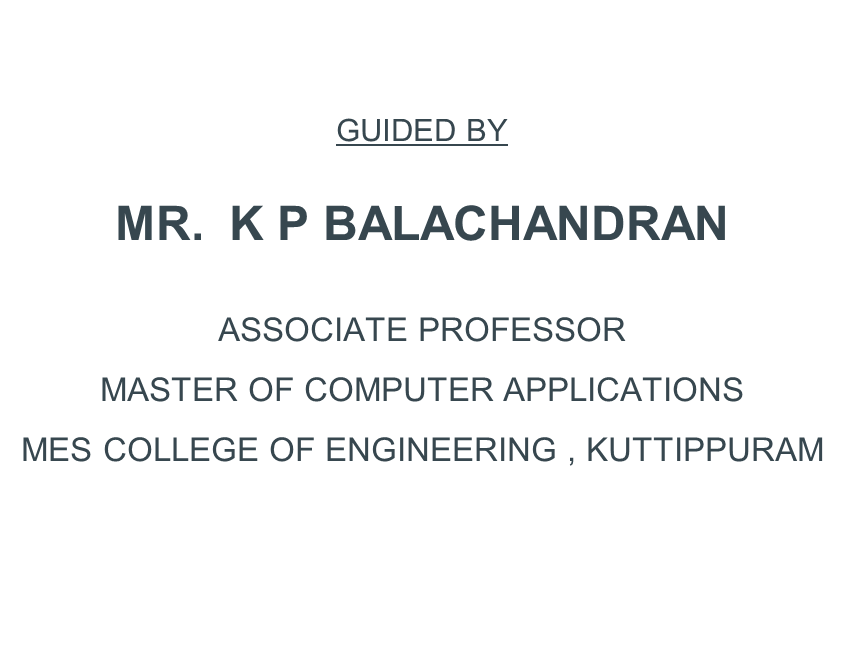 GUIDED BY
MR.  K P BALACHANDRAN
ASSOCIATE PROFESSOR
MASTER OF COMPUTER APPLICATIONS
MES COLLEGE OF ENGINEERING , KUTTIPPURAM